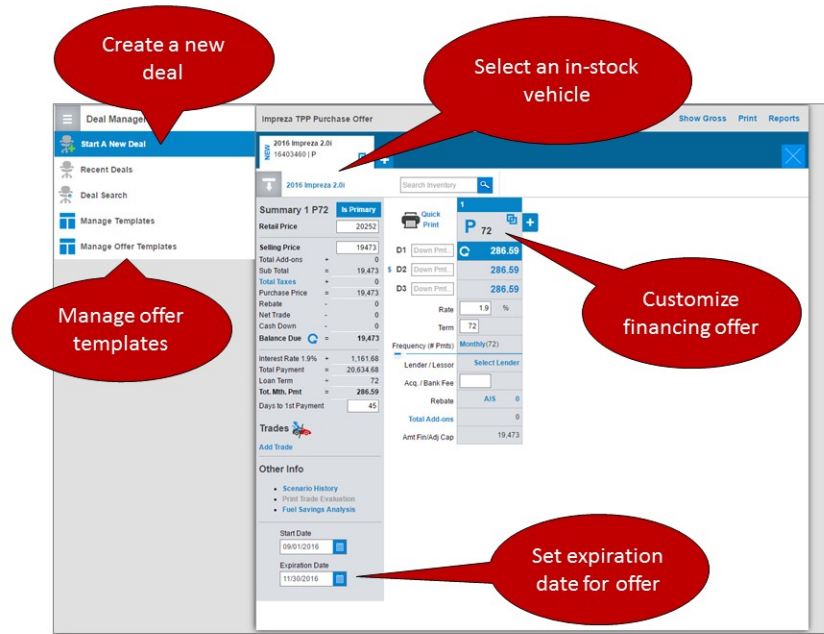 Create a new
deal
Select an in-stock
vehicle
Deal Manager
Impreza TPP Purchase Offer
Show Gross Print Reports
Start A New Deal
Recent Deals
Deal Search
Manage Templates
Manage Offer Templates
NEW
2016 Impreza 2.0i
16403460 | P
2016 Impreza 2.0i
Search Inventory
Summary 1 P72 Is Primary
Retail Price 20252
Selling Price 19473
Total Add-ons + 0
Sub Total = 19,473
Total Taxes + 0
Purchase Price = 19,473
Rebate - 0
Net Trade - 0
Cash Down - 0
Balance Due = 19,473
Interest Rate 1.9% + 1,161.68
Total Payment = 20,634.68
Loan Term ÷ 72
Tot. Mth. Pmt = 286.59
Days to 1st Payment 45
Trades
Add Trade
Other Info
• Scenario History
• Print Trade Evaluation
• Fuel Savings Analysis
Start Date
09/01/2016
Expiration Date
11/30/2016
Quick
Print
1
P 72
+
D1 Down Pmt. 286.59
$ D2 Down Pmt. 286.59
D3 Down Pmt. 286.59
Rate 1.9 %
Term 72
Frequency (# Pmts) Monthly(72)
Lender / Lessor Select Lender
Acq. / Bank Fee
Rebate A/S 0
Total Add-ons 0
Amt Fin/Adj Cap 19,473
Manage offer
templates
Customize
financing offer
Set expiration
date for offer